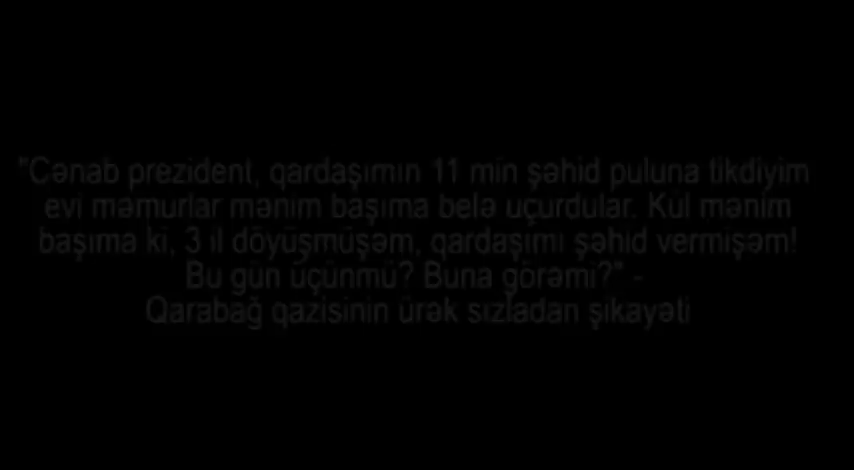 "Cənab prezident, qardaşımın 11 min şəhid puluna tikdiyim
evi məmurlar mənim başıma belə uçurdular. Kül mənim
başıma ki, 3 il döyüşmüşəm, qardaşımı şəhid vermişəm!
Bu gün üçünmü? Buna görəmi?" -
Qarabağ qazisinin ürək sızladan şikayəti